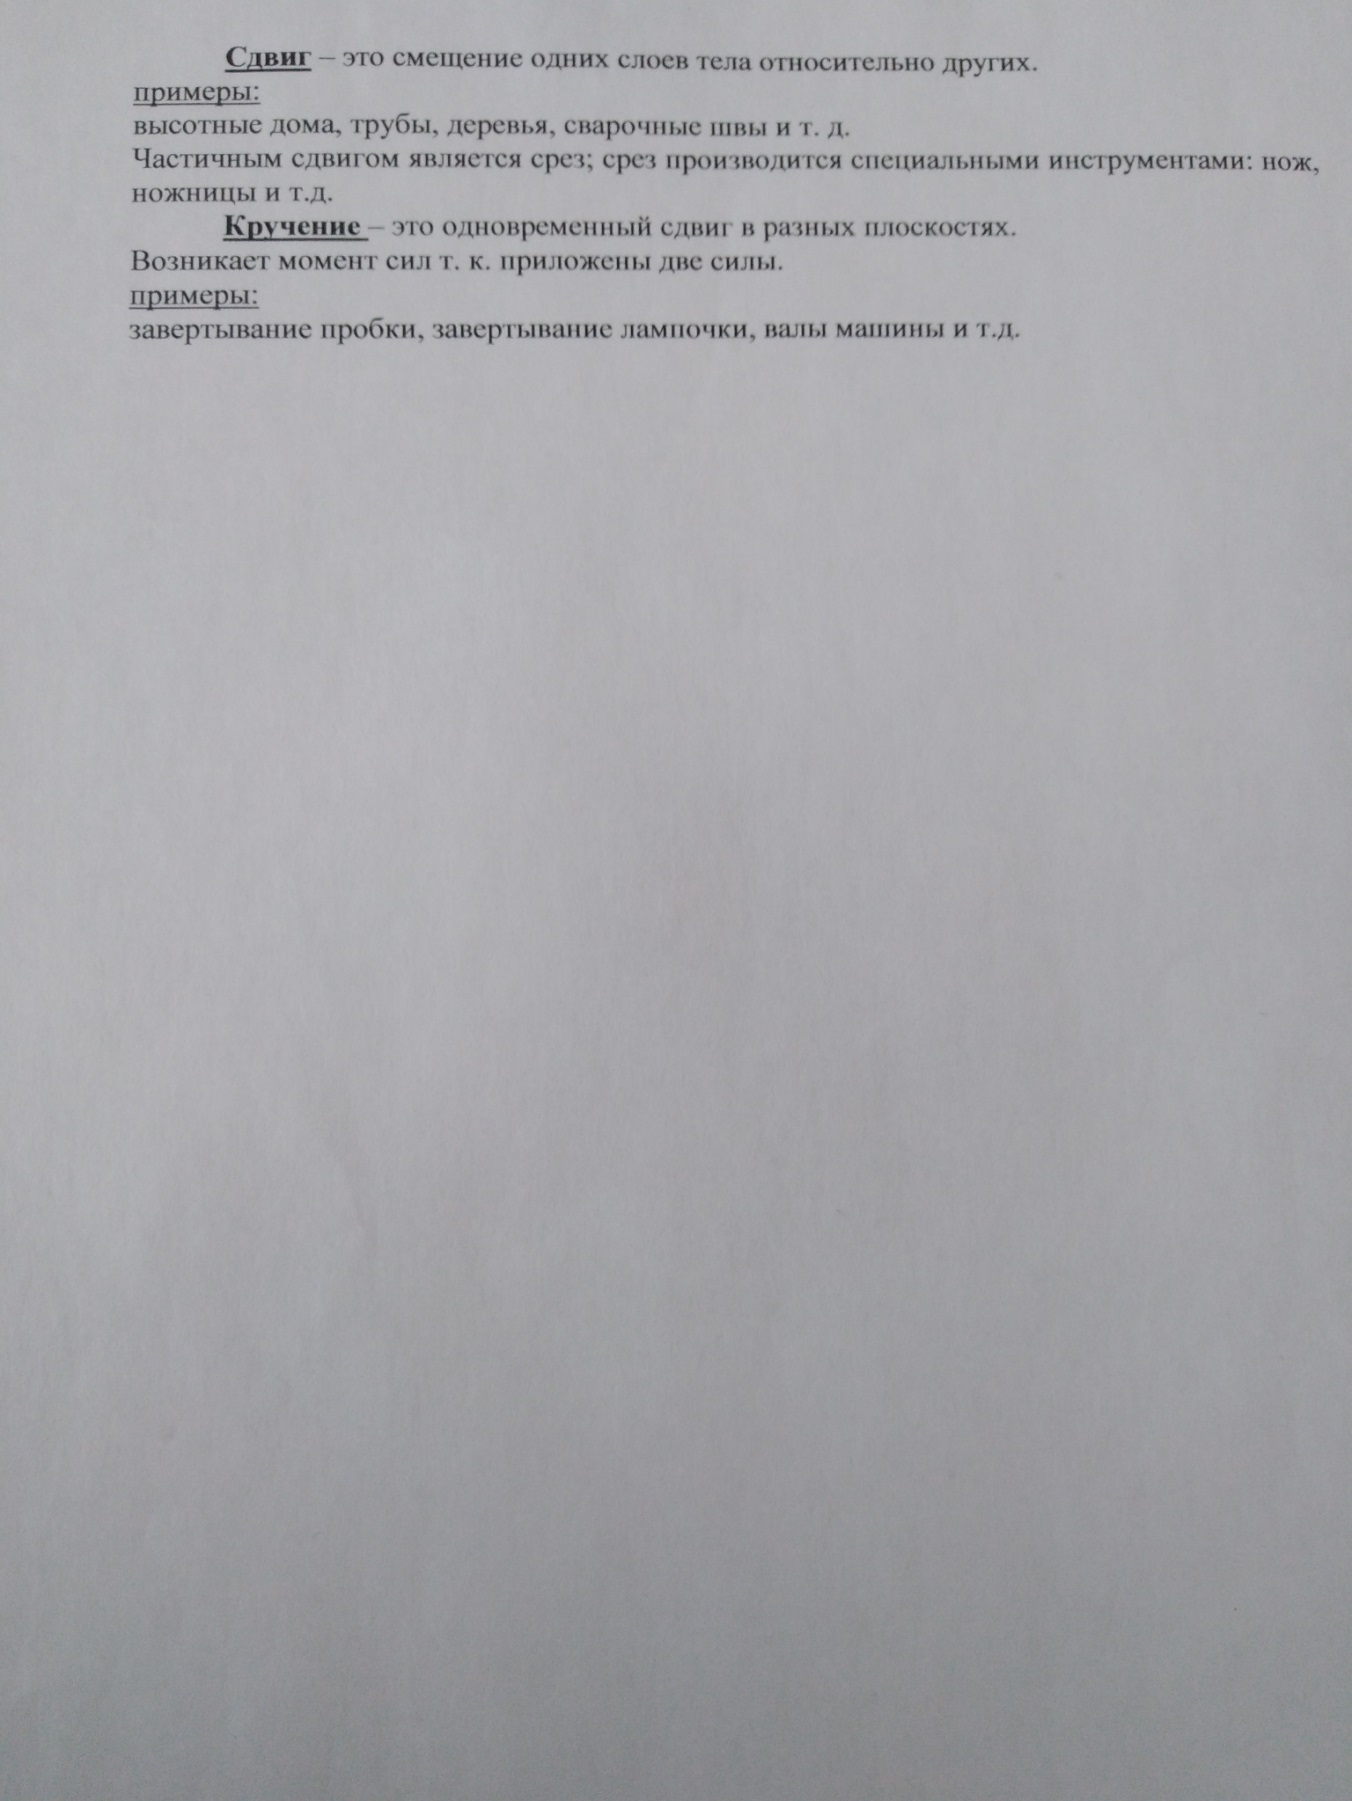 Сдвиг – это смещение одних слоев тела относительно других.
примеры:
высотные дома, трубы, деревья, сварочные швы и т. д.
Частичным сдвигом является срез; срез производится специальными инструментами: нож,
ножницы и т.д.
Кручение – это одновременный сдвиг в разных плоскостях.
Возникает момент сил т. к. приложены две силы.
примеры:
завертывание пробки, завертывание лампочки, валы машины и т.д.